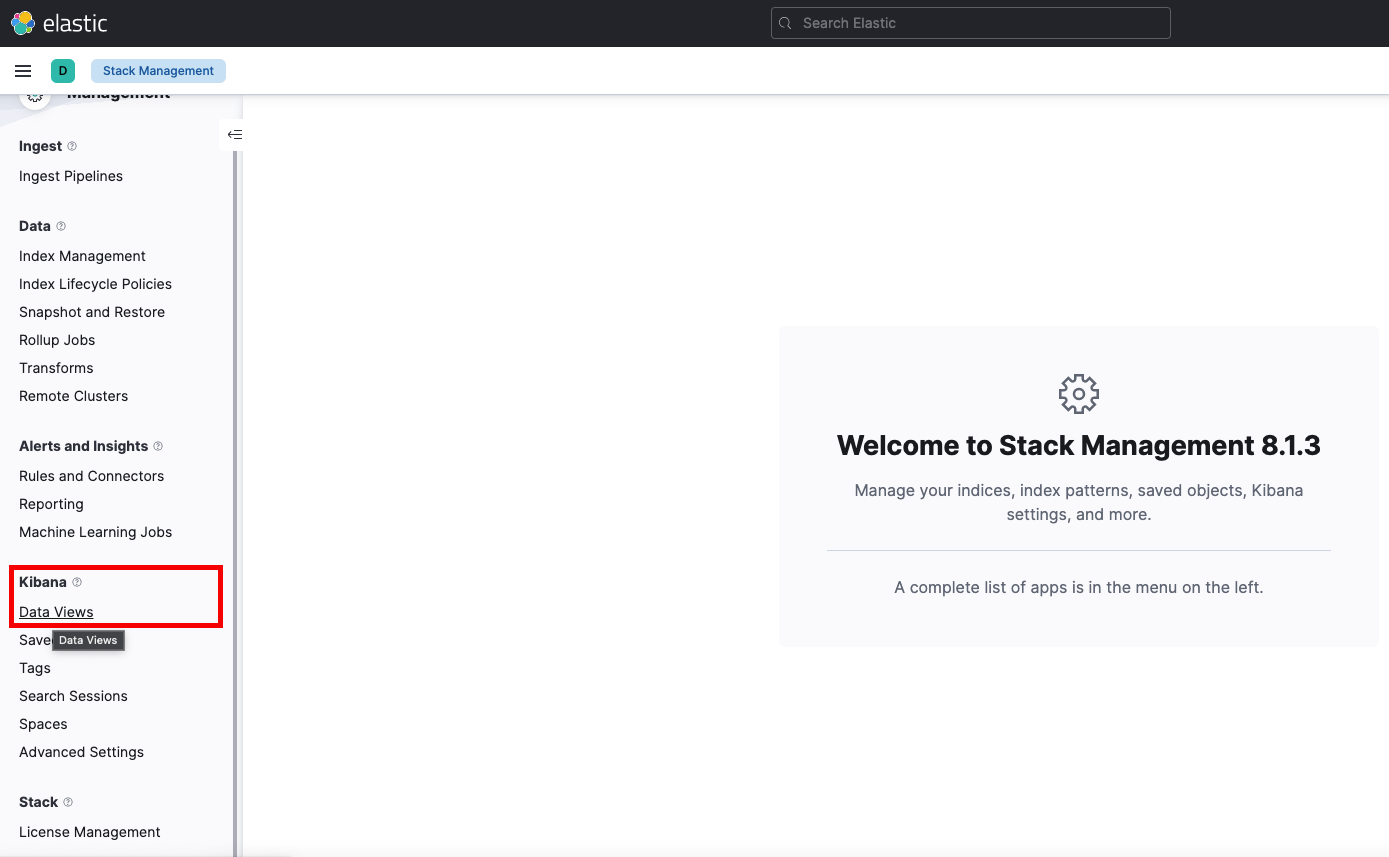 elastic
Search Elastic
D
Stack Management
Management
Ingest
Ingest Pipelines
Data
Index Management
Index Lifecycle Policies
Snapshot and Restore
Rollup Jobs
Transforms
Remote Clusters
Alerts and Insights
Rules and Connectors
Reporting
Machine Learning Jobs
Kibana
Data Views
Save
Data Views
Tags
Search Sessions
Spaces
Advanced Settings
Stack
License Management
Welcome to Stack Management 8.1.3
Manage your indices, index patterns, saved objects, Kibana
settings, and more.
A complete list of apps is in the menu on the left.